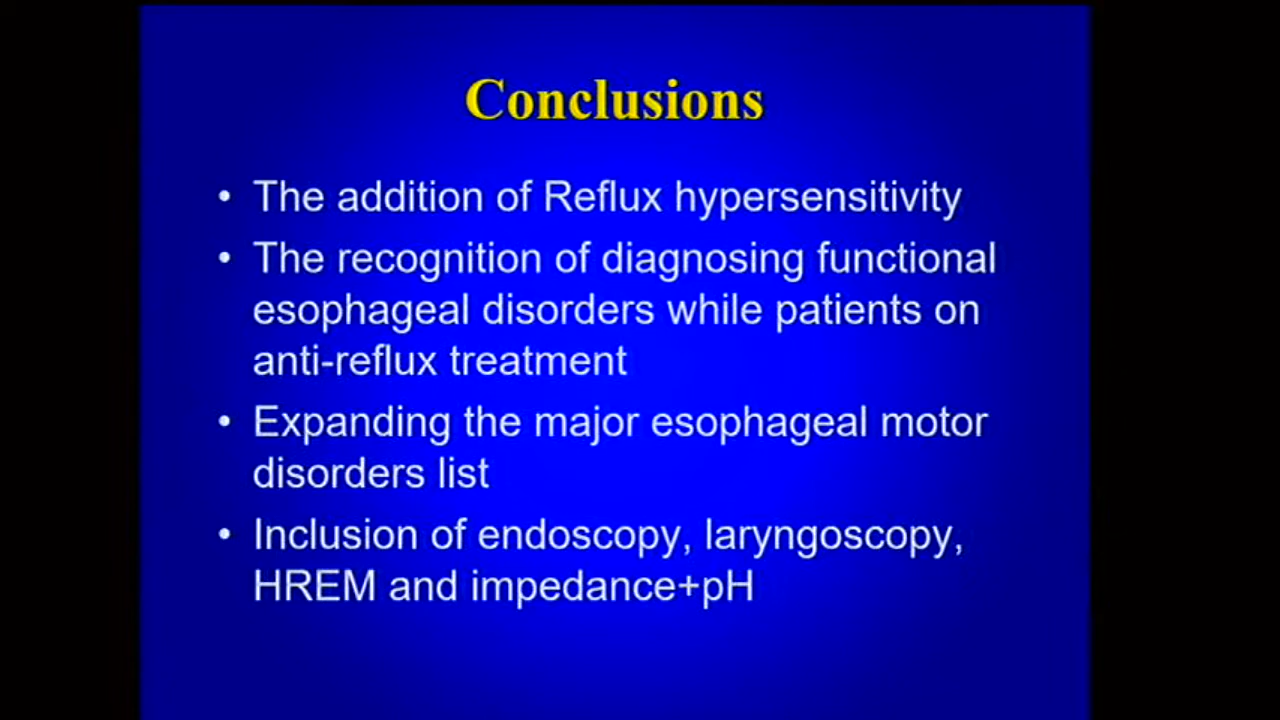 Conclusions
• The addition of Reflux hypersensitivity
• The recognition of diagnosing functional
esophageal disorders while patients on
anti-reflux treatment
• Expanding the major esophageal motor
disorders list
• Inclusion of endoscopy, laryngoscopy,
HREM and impedance+pH